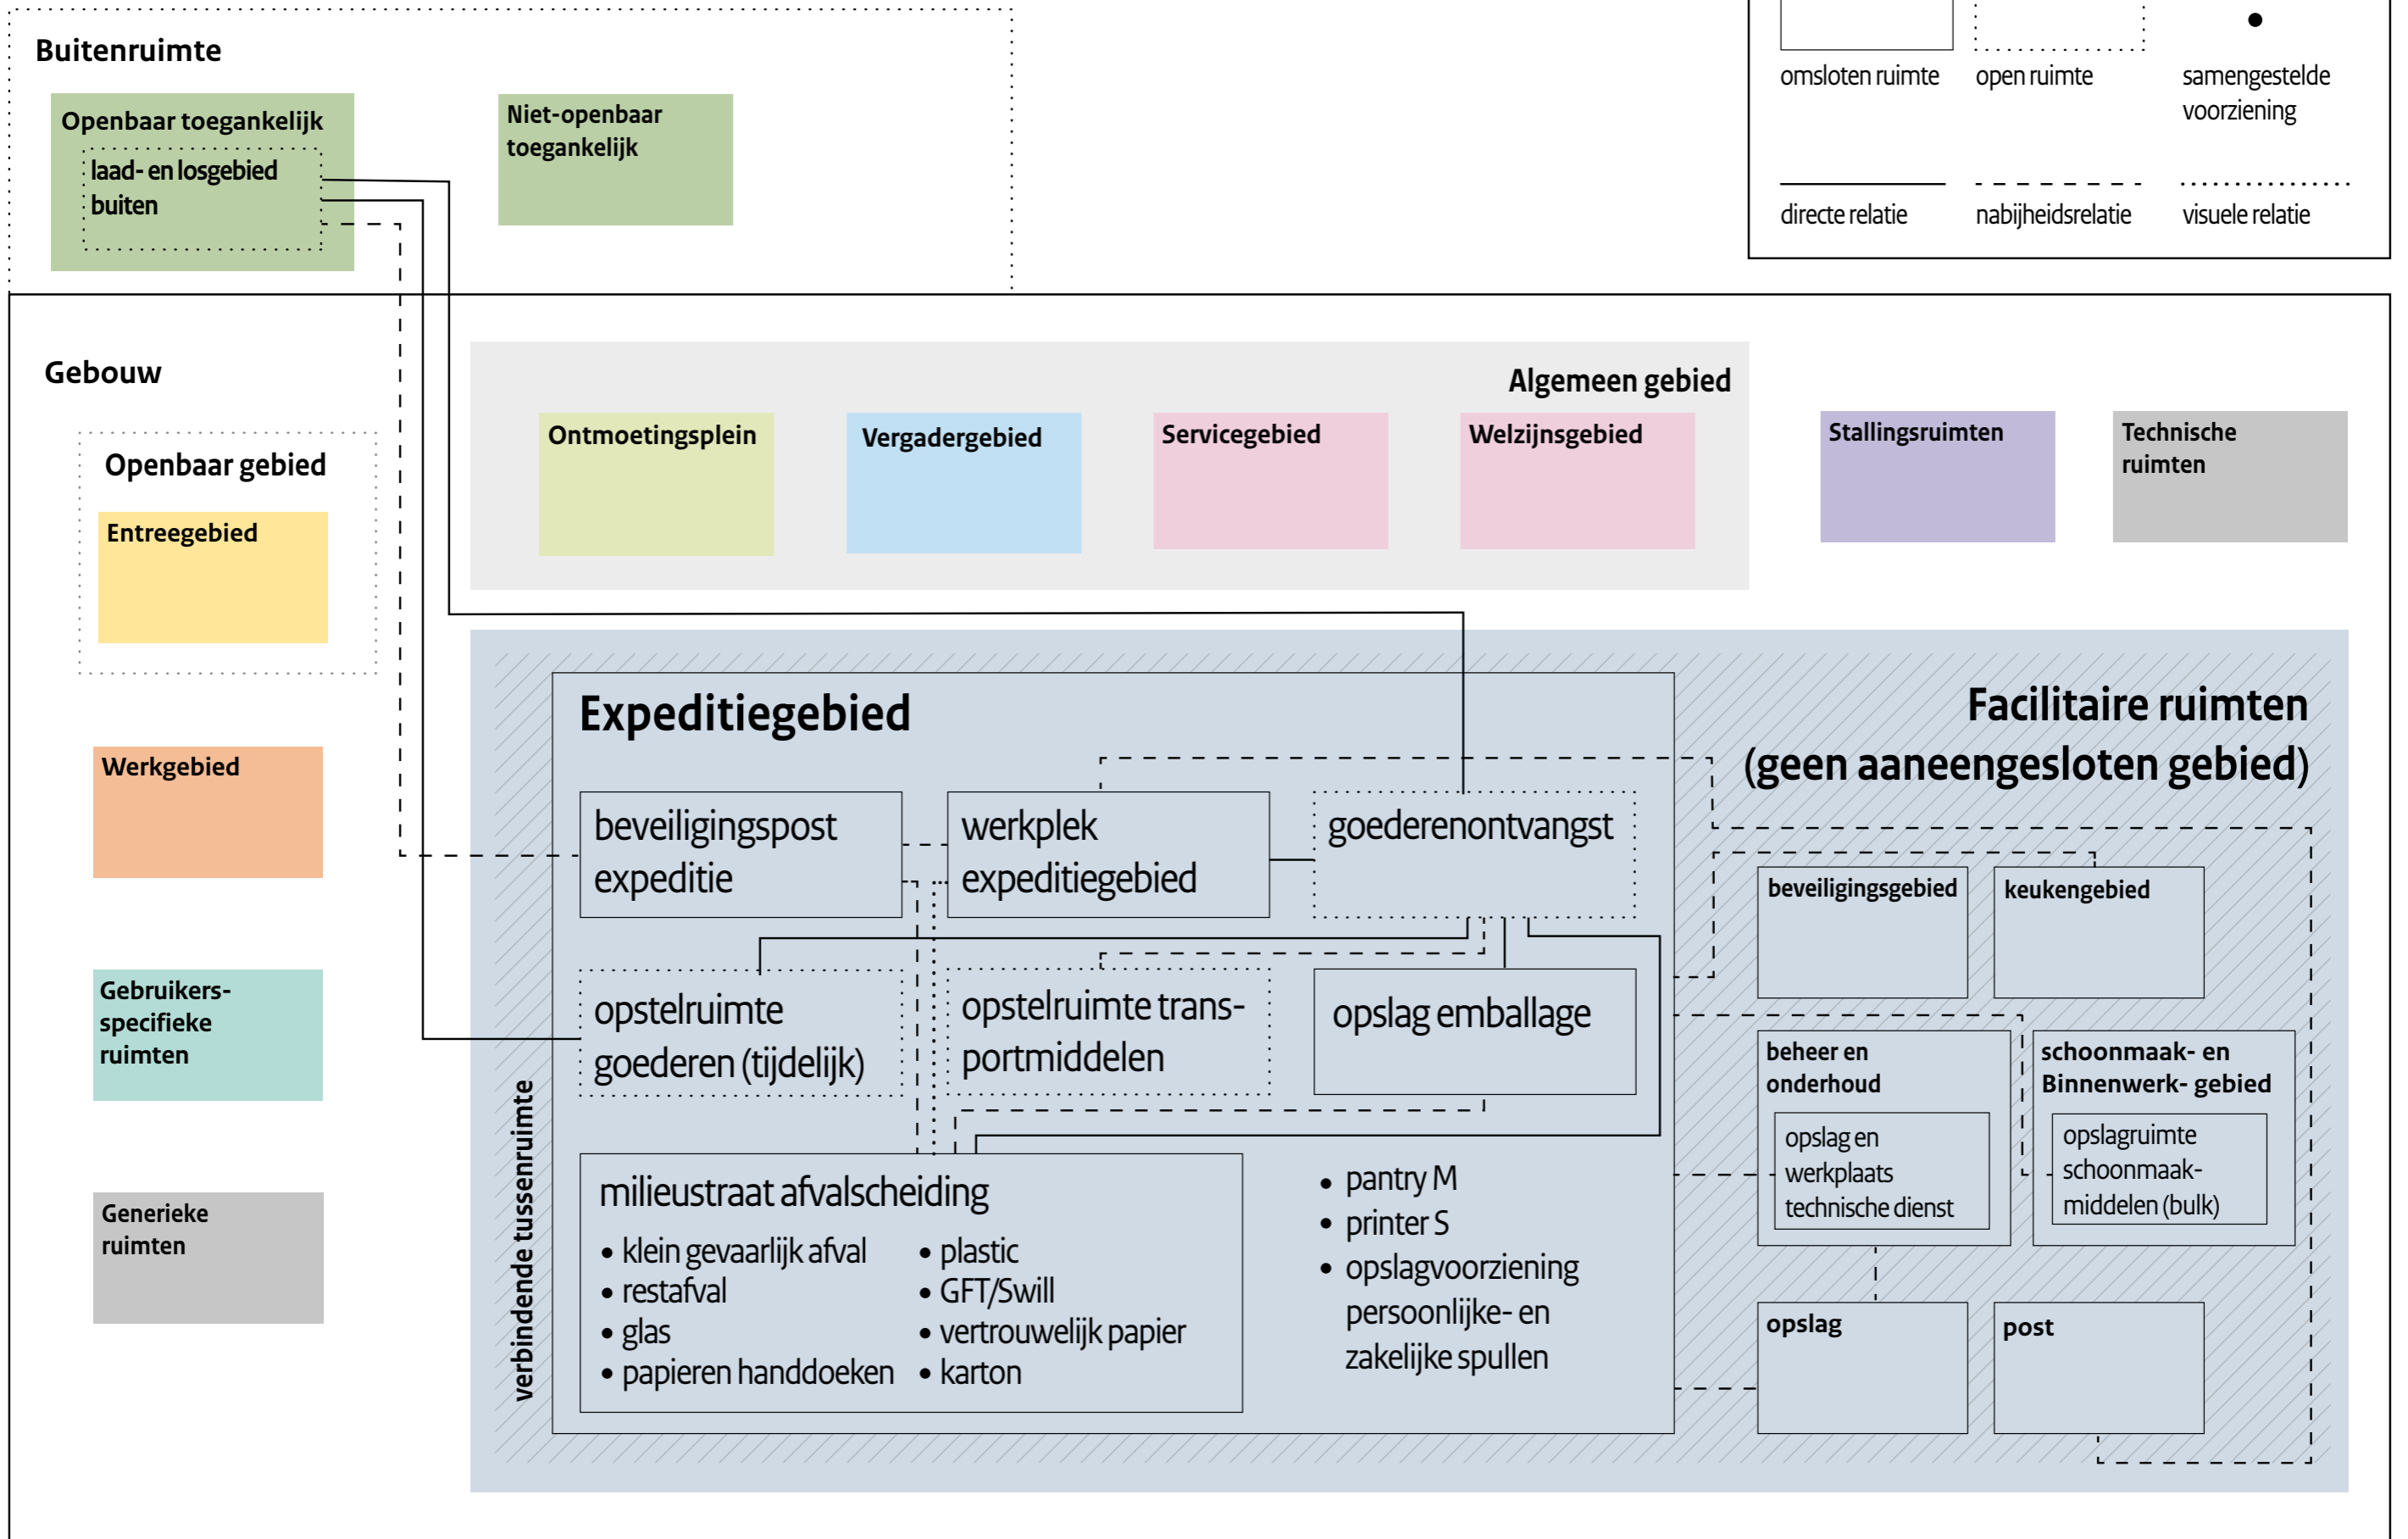 Buitenruimte
Openbaar toegankelijk
laad- en losgebied
buiten
Niet-openbaar
toegankelijk
omsloten ruimte
open ruimte
samengestelde
voorziening
directe relatie
nabijheidsrelatie
visuele relatie
Gebouw
Openbaar gebied
Entreegebied
Werkgebied
Gebruikers-
specifieke
ruimten
Generieke
ruimten
Algemeen gebied
Ontmoetingsplein
Vergadergebied
Servicegebied
Welzijnsgebied
Stallingsruimten
Technische
ruimten
Expeditiegebied
Facilitaire ruimten
(geen aaneengesloten gebied)
verbindende tussenruimte
beveiligingspost
expeditie
werkplek
expeditiegebied
goederenontvangst
opstelruimte
goederen (tijdelijk)
opstelruimte trans-
portmiddelen
opslag emballage
milieustraat afvalscheiding
• klein gevaarlijk afval
• restafval
• glas
• papieren handdoeken
• plastic
• GFT/Swill
• vertrouwelijk papier
• karton
• pantry M
• printer S
• opslagvoorziening
persoonlijke- en
zakelijke spullen
beveiligingsgebied
keukengebied
beheer en
onderhoud
opslag en
werkplaats
technische dienst
schoonmaak- en
Binnenwerk- gebied
opslagruimte
schoonmaak-
middelen (bulk)
opslag
post